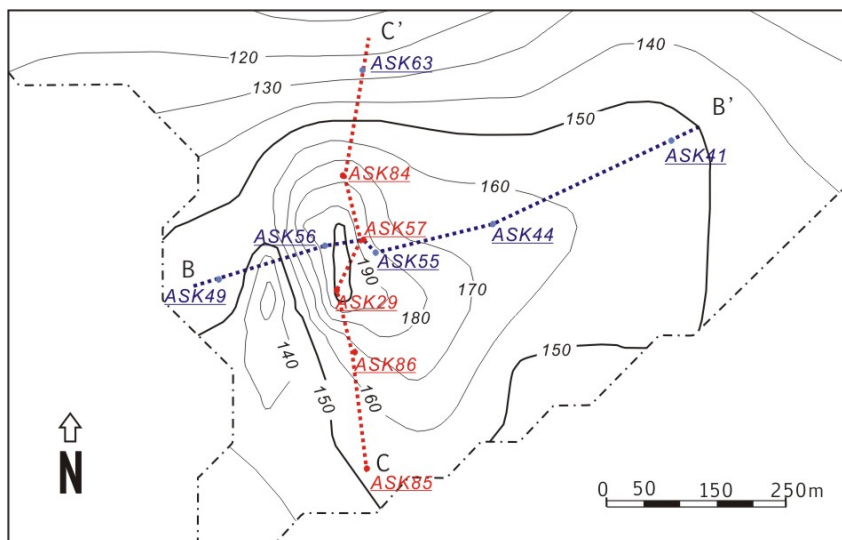 C'
120
ASK63
140
130
B'
150
ASK41
ASK84
160
ASK57
ASK44
ASK56
ASK55
190
B
ASK49
170
ASK29
180
140
150
ASK86
150
160
N
C
ASK85
0 50 150 250m